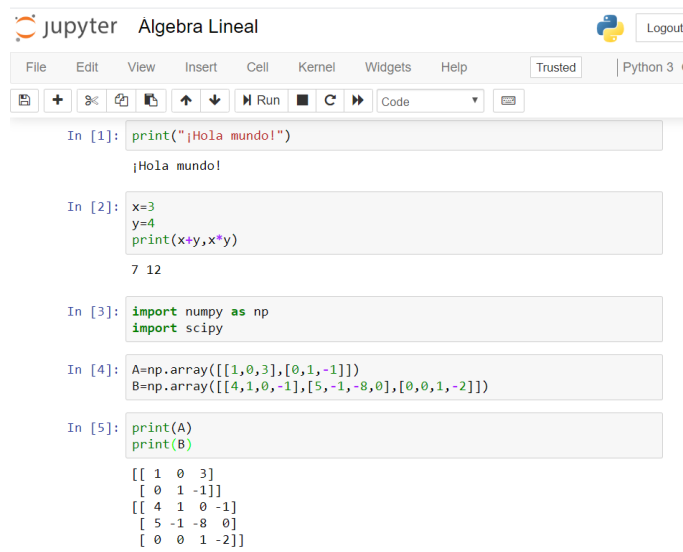 jupyter Álgebra Lineal
Logout
File Edit View Insert Cell Kernel Widgets Help Trusted Python 3
Run Code
In [1]: print("¡Hola mundo!")
¡Hola mundo!
In [2]: x=3
y=4
print(x+y,x*y)
7 12
In [3]: import numpy as np
import scipy
In [4]: A=np.array([[1,0,3],[0,1,-1]])
B=np.array([[4,1,0,-1],[5,-1,-8,0],[0,0,1,-2]])
In [5]: print(A)
print(B)
[[ 1 0 3]
[ 0 1 -1]]
[[ 4 1 0 -1]
[ 5 -1 -8 0]
[ 0 0 1 -2]]